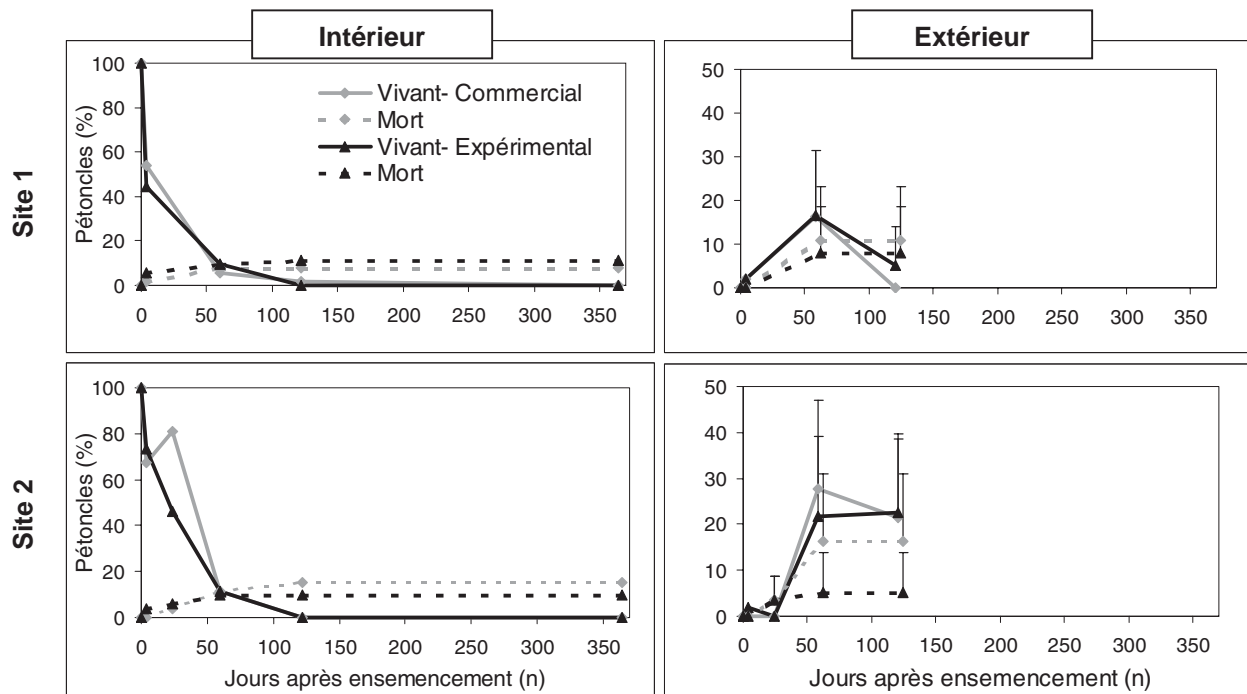 Intérieur
Extérieur
Site 1
Pétoncles (%)
100
80
60
40
20
0
Vivant- Commercial
Mort
Vivant- Expérimental
Mort
0 50 100 150 200 250 300 350
50
40
30
20
10
0
0 50 100 150 200 250 300 350
Site 2
Pétoncles (%)
100
80
60
40
20
0
0 50 100 150 200 250 300 350
Jours après ensemencement (n)
50
40
30
20
10
0
0 50 100 150 200 250 300 350
Jours après ensemencement (n)